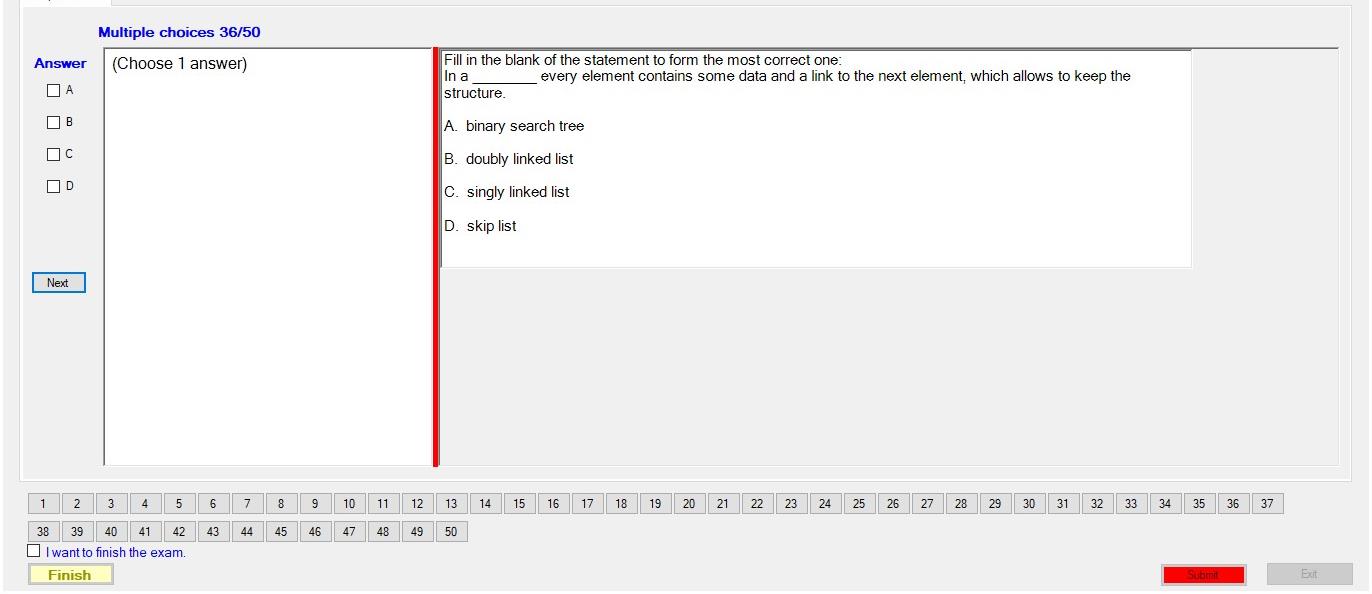 Multiple choices 36/50
Answer
(Choose 1 answer)
A
B
C
D
Next
Fill in the blank of the statement to form the most correct one:
In a ________ every element contains some data and a link to the next element, which allows to keep the
structure.
A. binary search tree
B. doubly linked list
C. singly linked list
D. skip list
1 2 3 4 5 6 7 8 9 10 11 12 13 14 15 16 17 18 19 20 21 22 23 24 25 26 27 28 29 30 31 32 33 34 35 36 37
38 39 40 41 42 43 44 45 46 47 48 49 50
I want to finish the exam.
Finish
Submit
Exit